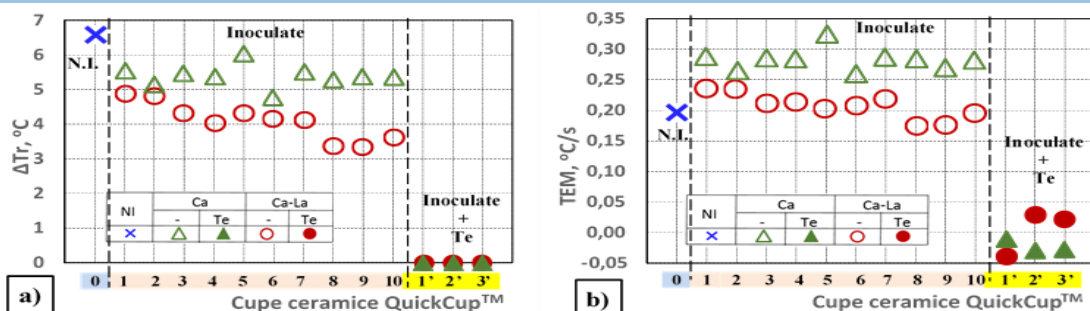 7
6
5
4
3
2
1
0
ΔTr, ºC
N.I.
Inoculate
Inoculate
+
Te
NI
Ca
Ca-La
- Te - Te
0 1 2 3 4 5 6 7 8 9 10 1' 2' 3'
a)
Cupe ceramice QuickCup™
0,35
0,30
0,25
0,20
0,15
0,10
0,05
0,00
-0,05
TEM, ºC/s
N.I.
Inoculate
Inoculate
+
Te
NI
Ca
Ca-La
- Te - Te
0 1 2 3 4 5 6 7 8 9 10 1' 2' 3'
b)
Cupe ceramice QuickCup™